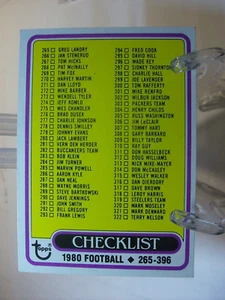 265 GREG LANDRY
266 JAN STENERUD
267 TOM HICKS
268 PAT McINALLY
269 TIM FOX
270 HARVEY MARTIN
271 DAN LLOYD
272 MIKE BARBER
273 WENDELL TYLER
274 JEFF KOMLO
275 WES CHANDLER
276 BRAD DUSEK
277 CHARLIE JOHNSON
278 DENNIS SWILLEY
279 JOHNNY EVANS
280 JACK LAMBERT
281 VERN DEN HERDER
282 BUCCANEERS TEAM
283 BOB KLEIN
284 JIM TURNER
285 MARVIN POWELL
286 AARON KYLE
287 DAN NEAL
288 WAYNE MORRIS
289 STEVE BARTKOWSKI
290 DAVE JENNINGS
291 JOHN SMITH
292 BILL GREGORY
293 FRANK LEWIS
294 FRED COOK
295 DAVID HILL
296 WADE KEY
297 SIDNEY THORNTON
298 CHARLIE HALL
299 JOE LAVENDER
300 TOM RAFFERTY
301 MIKE RENFRO
302 WILBUR JACKSON
303 PACKERS TEAM
304 HENRY CHILDS
305 RUSS WASHINGTON
306 JIM LeCLAIR
307 TOMMY HART
308 GARY BARBARO
309 BILLY TAYLOR
310 RAY GUY
311 DON HASSELBECK
312 DOUG WILLIAMS
313 NICK MIKE MAYER
314 DON McCAULEY
315 WESLEY WALKER
316 DAN DIERDORF
317 DAVE BROWN
318 LEROY HARRIS
319 STEELERS TEAM
320 MARK MOSELEY
321 MARK DENNARD
322 TERRY NELSON
topps
CHECKLIST
1980 FOOTBALL • 265-396